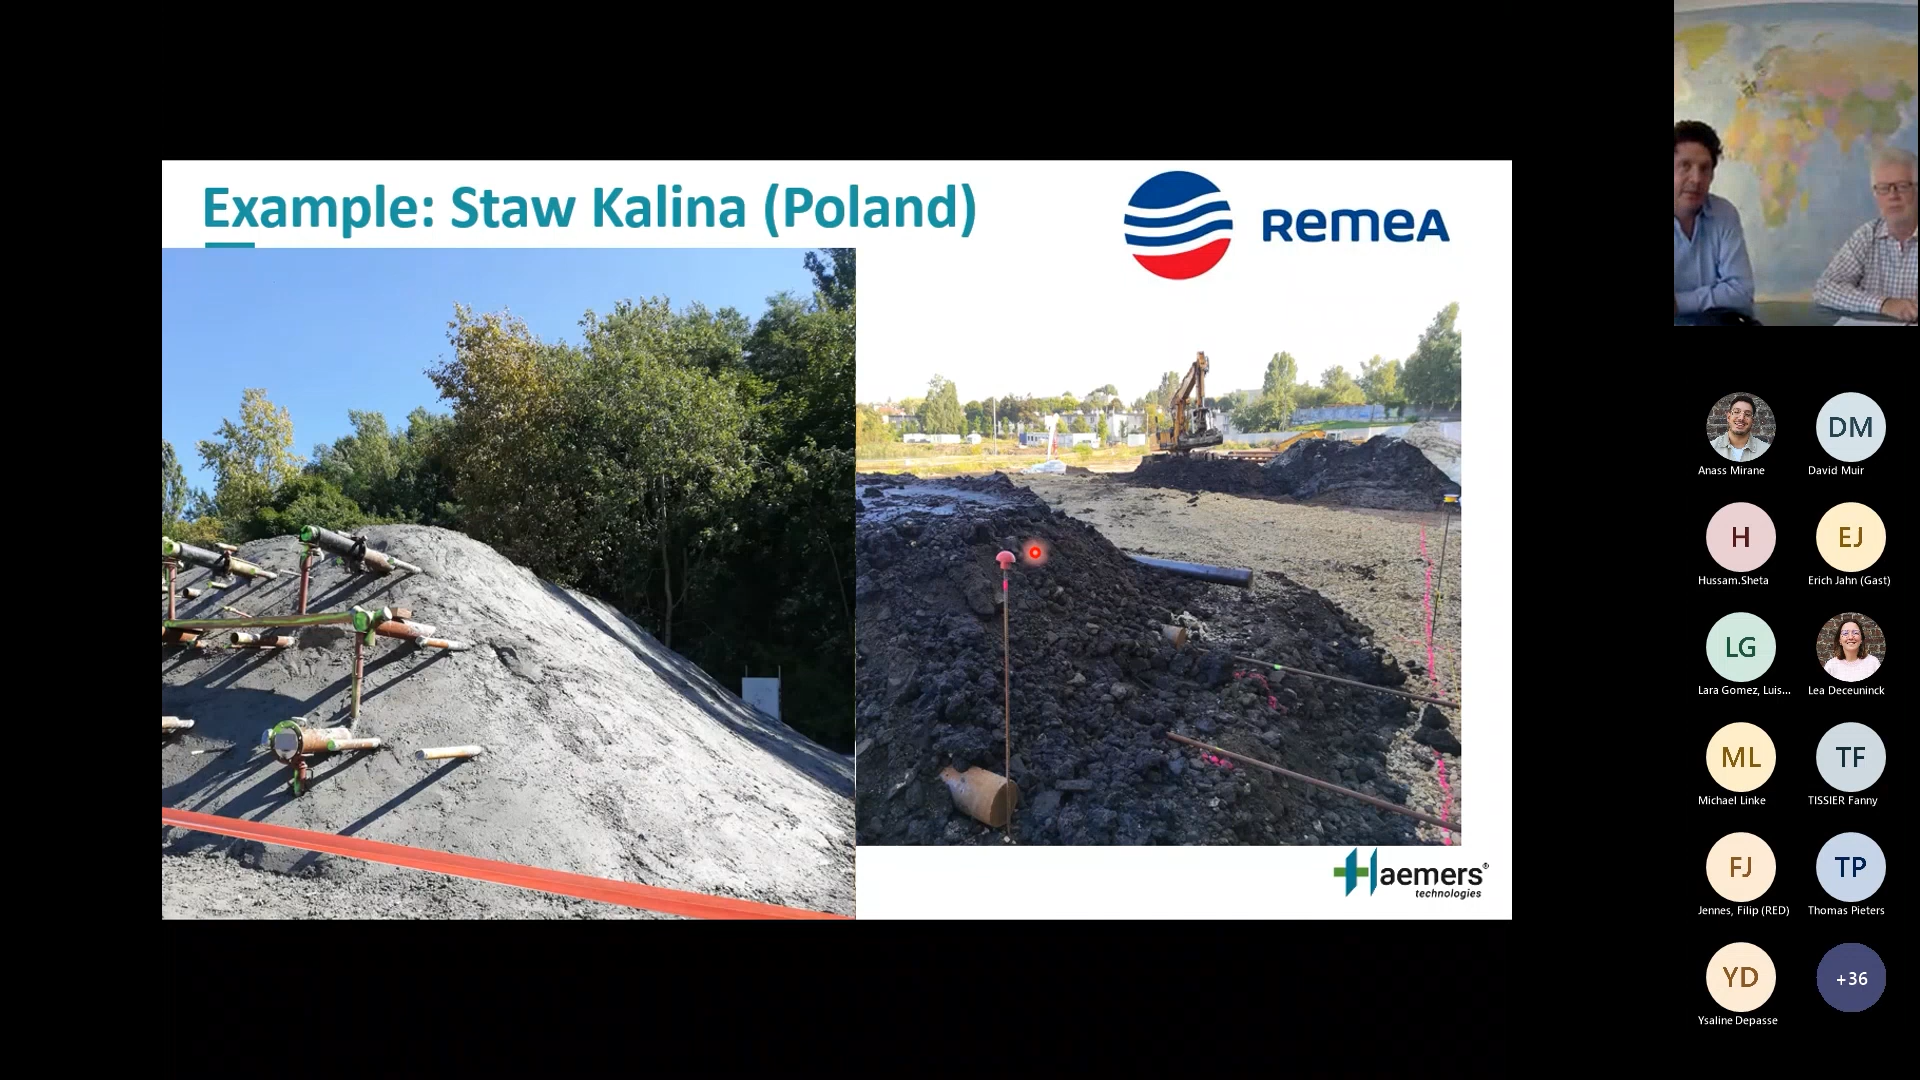 Example: Staw Kalina (Poland)
RemeA
Haemers®
technologies
Anass Mirane
DM
David Muir
H
Hussam.Sheta
EJ
Erich Jahn (Gast)
LG
Lara Gomez, Luis...
Lea Deceuninck
ML
Michael Linke
TF
TISSIER Fanny
FJ
Jennes, Filip (RED)
TP
Thomas Pieters
YD
Ysaline Depasse
+36